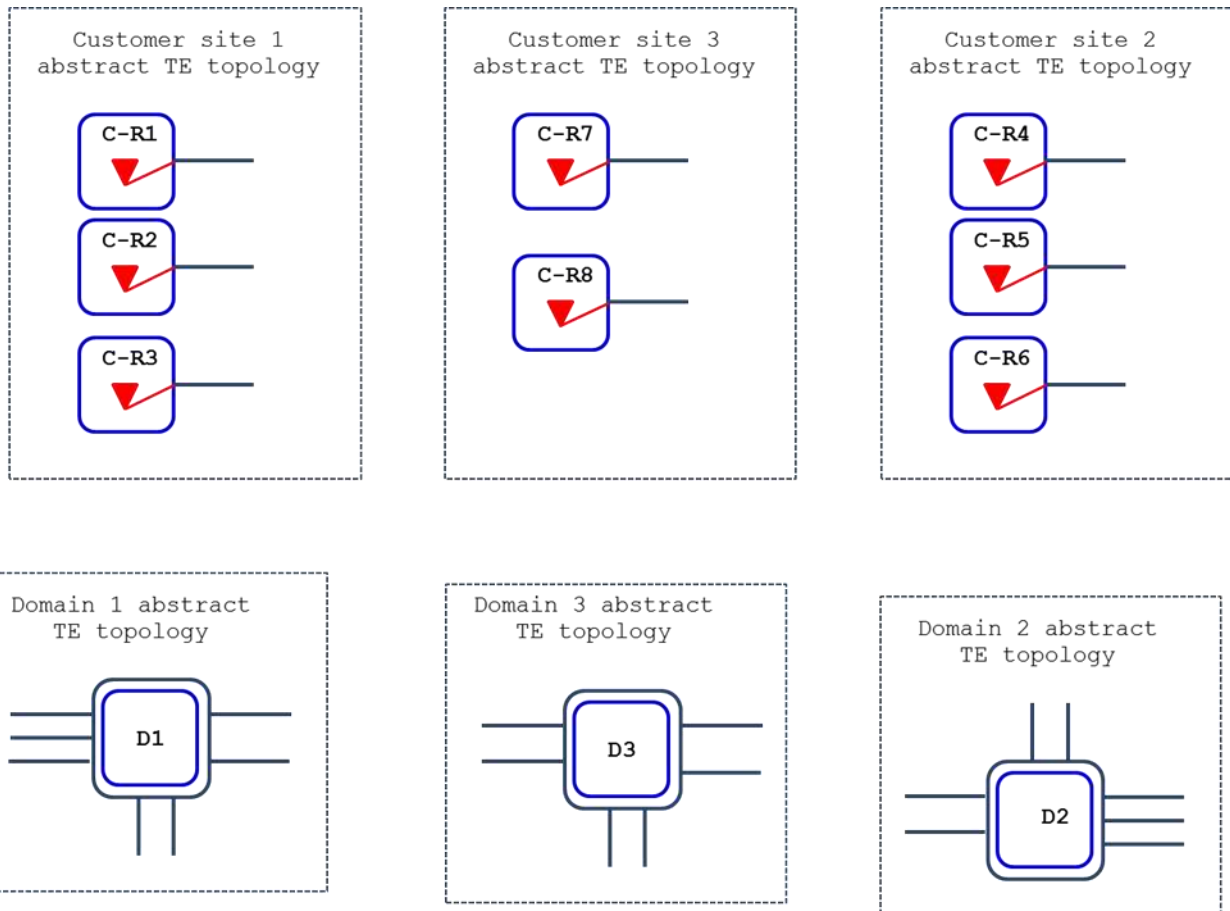 Customer site 1
abstract TE topology
C-R1
C-R2
C-R3
Customer site 3
abstract TE topology
C-R7
C-R8
Customer site 2
abstract TE topology
C-R4
C-R5
C-R6
Domain 1 abstract
TE topology
D1
Domain 3 abstract
TE topology
D3
Domain 2 abstract
TE topology
D2